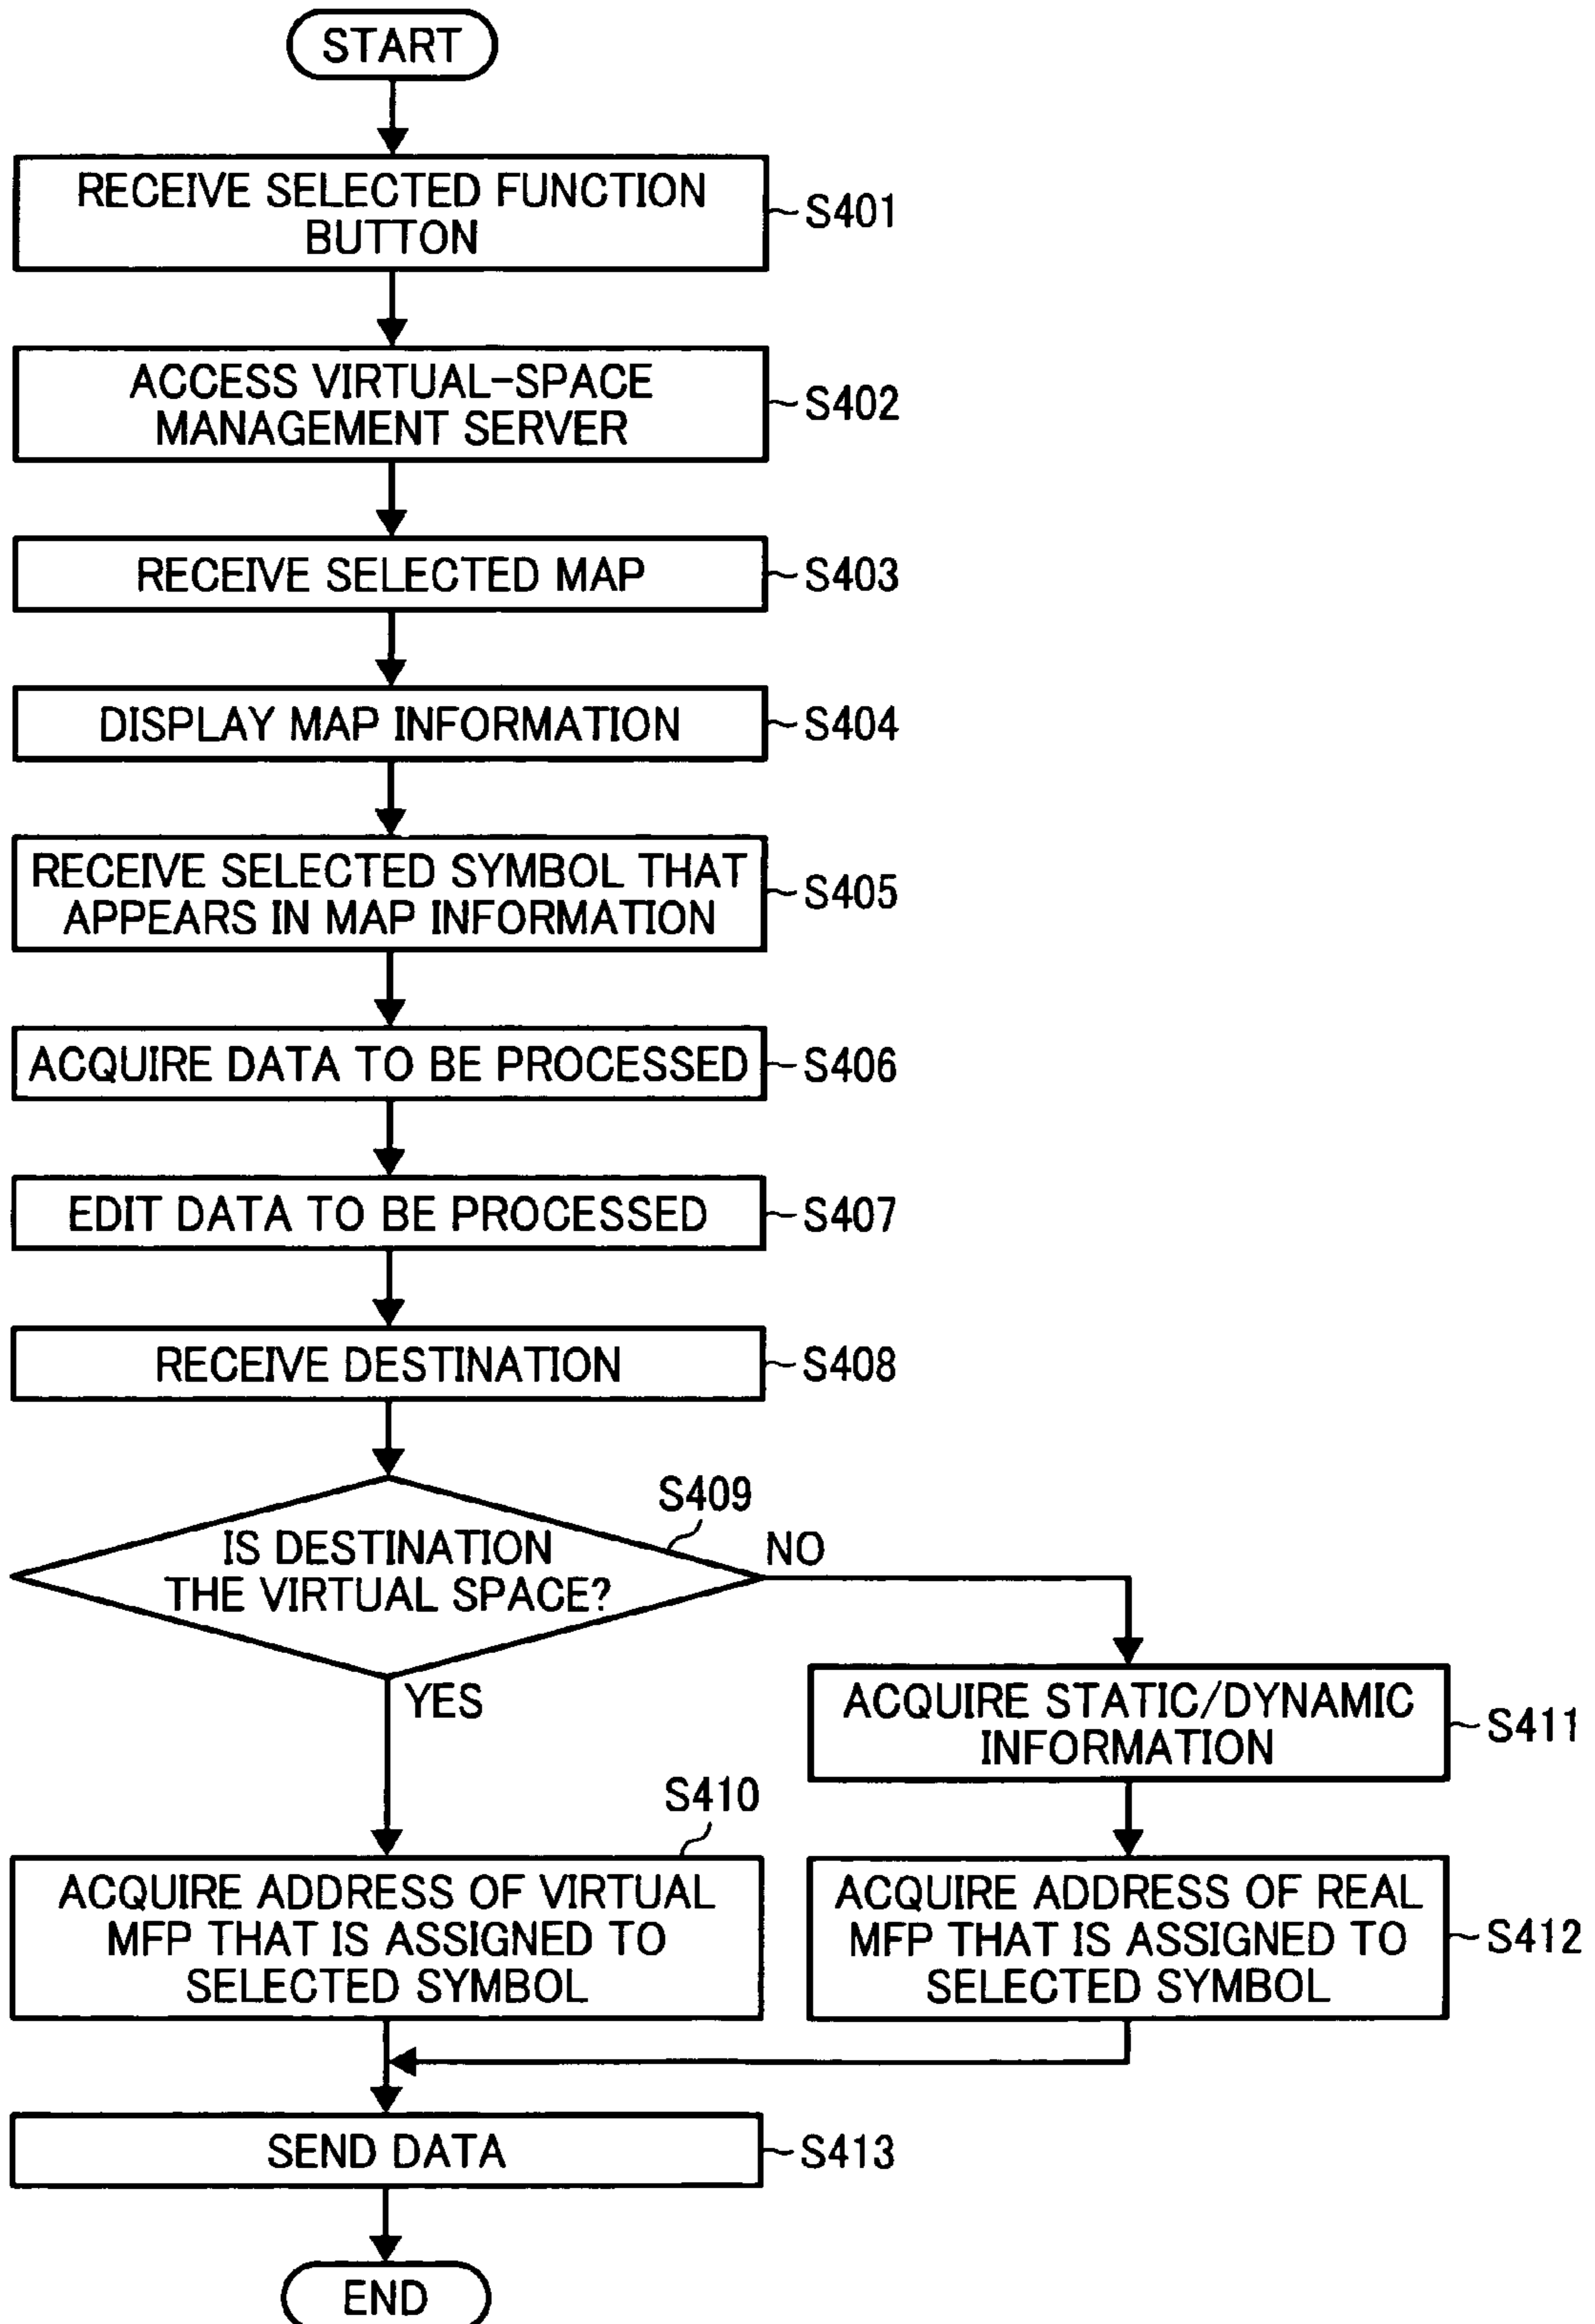 START
RECEIVE SELECTED FUNCTION
BUTTON
S401
ACCESS VIRTUAL-SPACE
MANAGEMENT SERVER
S402
RECEIVE SELECTED MAP
S403
DISPLAY MAP INFORMATION
S404
RECEIVE SELECTED SYMBOL THAT
APPEARS IN MAP INFORMATION
S405
ACQUIRE DATA TO BE PROCESSED
S406
EDIT DATA TO BE PROCESSED
S407
RECEIVE DESTINATION
S408
S409
IS DESTINATION
THE VIRTUAL SPACE?
NO
YES
ACQUIRE STATIC/DYNAMIC
INFORMATION
S411
S410
ACQUIRE ADDRESS OF VIRTUAL
MFP THAT IS ASSIGNED TO
SELECTED SYMBOL
ACQUIRE ADDRESS OF REAL
MFP THAT IS ASSIGNED TO
SELECTED SYMBOL
S412
SEND DATA
S413
END